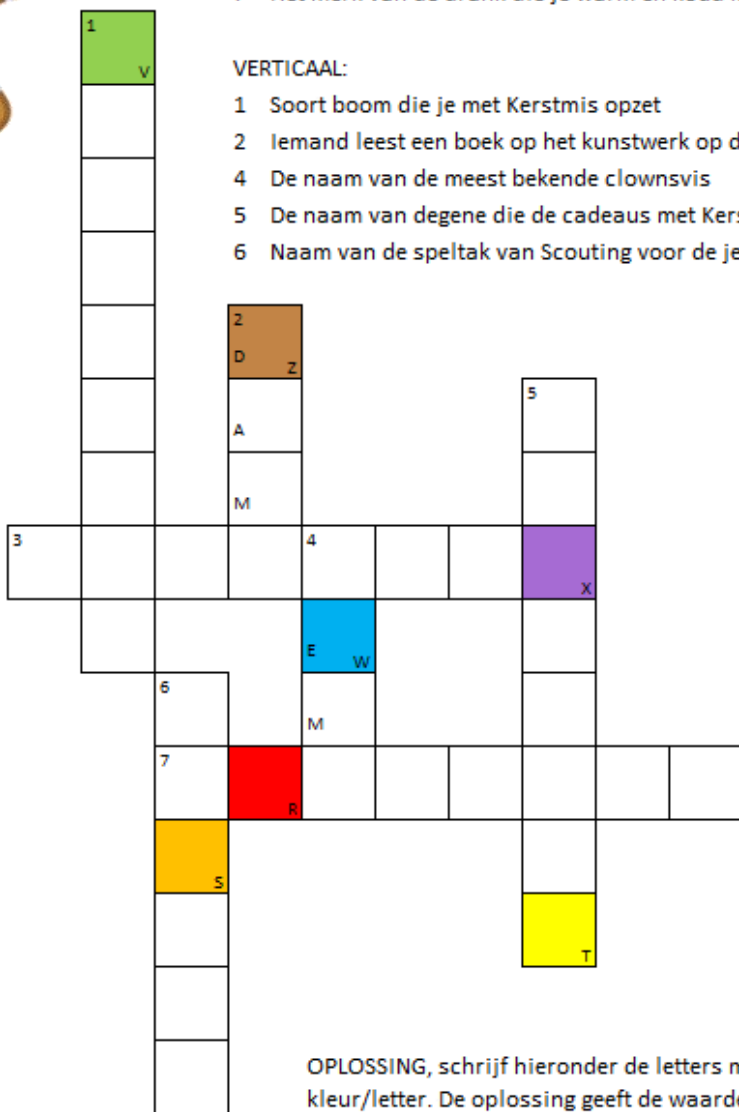 VERTICAAL:
1 Soort boom die je met Kerstmis opzet
2 Iemand leest een boek op het kunstwerk op
4 De naam van de meest bekende clownsvis
5 De naam van degene die de cadeaus met
6 Naam van de speltak van Scouting voor de
1
V
2
D Z
A
5
M
3 4
X
E W
6
M
7
R
S
T
OPLOSSING, schrijf hieronder de letters
kleur/letter. De oplossing geeft de